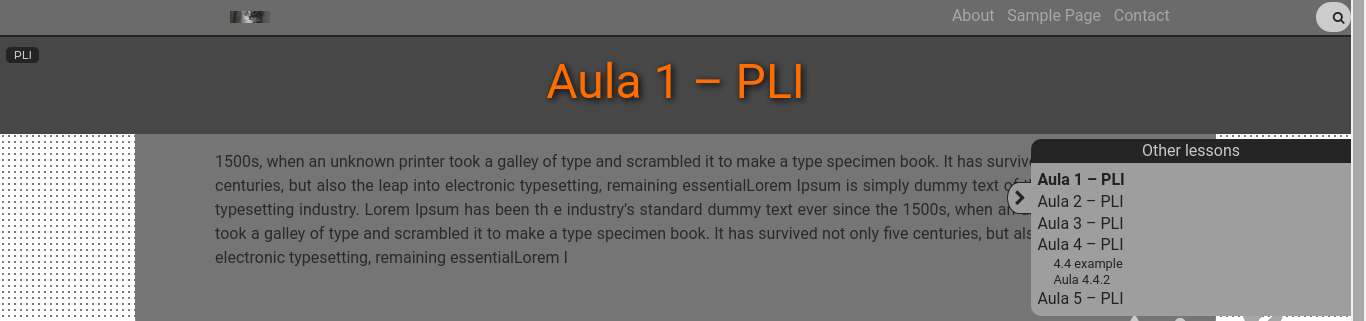 About Sample Page Contact
PLI
Aula 1 – PLI
1500s, when an unknown printer took a galley of type and scrambled it to make a type specimen book. It has
centuries, but also the leap into electronic typesetting, remaining essentialLorem Ipsum is simply dummy text
typesetting industry. Lorem Ipsum has been th e industry's standard dummy text ever since the 1500s, when
took a galley of type and scrambled it to make a type specimen book. It has survived not only five centuries, but
electronic typesetting, remaining essentialLorem I
Other lessons
Aula 1 – PLI
Aula 2 – PLI
Aula 3 – PLI
Aula 4 – PLI
4.4 example
Aula 4.4.2
Aula 5 – PLI